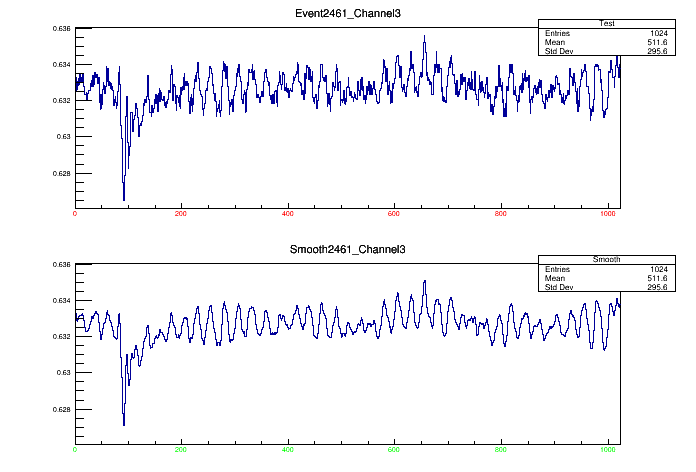 Event2461_Channel3
Test
Entries 1024
Mean 511.6
Std Dev 295.6
0.636
0.634
0.632
0.63
0.628
0 200 400 600 800 1000
Smooth2461_Channel3
Smooth
Entries 1024
Mean 511.6
Std Dev 295.6
0.636
0.634
0.632
0.63
0.628
0 200 400 600 800 1000